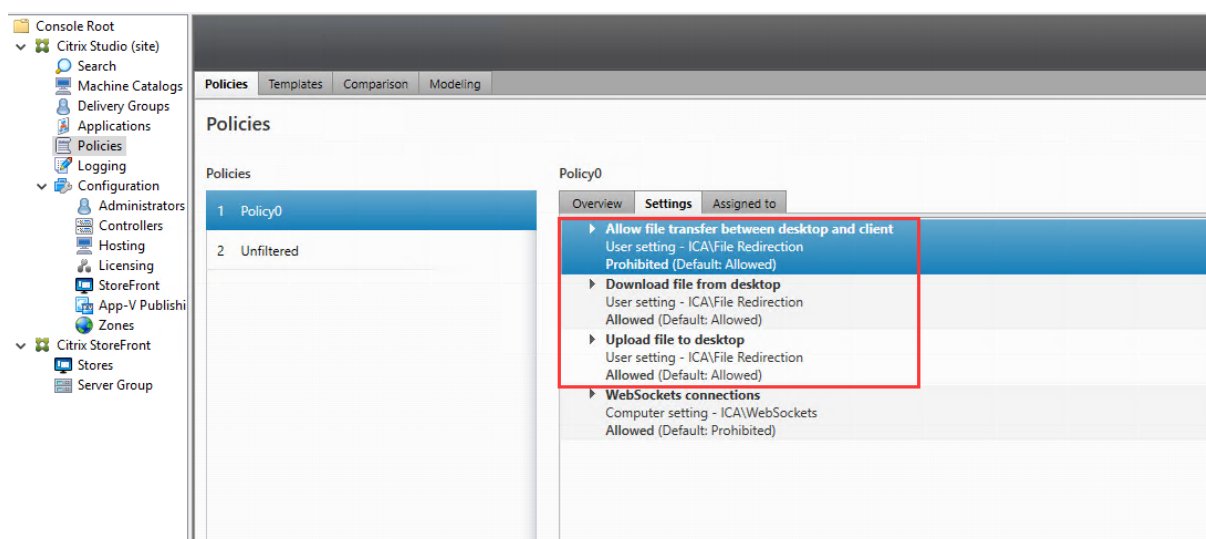 Console Root
Citrix Studio (site)
Search
Machine Catalogs
Delivery Groups
Applications
Policies
Logging
Configuration
Administrators
Controllers
Hosting
Licensing
StoreFront
App-V Publishi
Zones
Citrix StoreFront
Stores
Server Group
Policies Templates Comparison Modeling
Policies
Policies
1 Policy0
2 Unfiltered
Policy0
Overview Settings Assigned to
Allow file transfer between desktop and client
User setting - ICA\File Redirection
Prohibited (Default: Allowed)
Download file from desktop
User setting - ICA\File Redirection
Allowed (Default: Allowed)
Upload file to desktop
User setting - ICA\File Redirection
Allowed (Default: Allowed)
WebSockets connections
Computer setting - ICA\WebSockets
Allowed (Default: Prohibited)